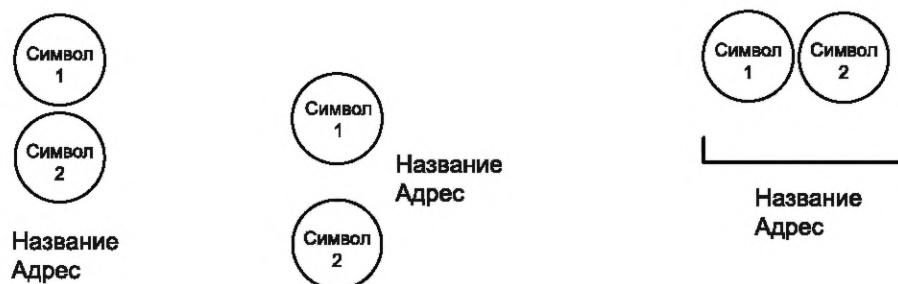 Символ
1
Символ
2
Название
Адрес
Символ
1
Символ
2
Название
Адрес
Символ
1
Символ
2
Название
Адрес